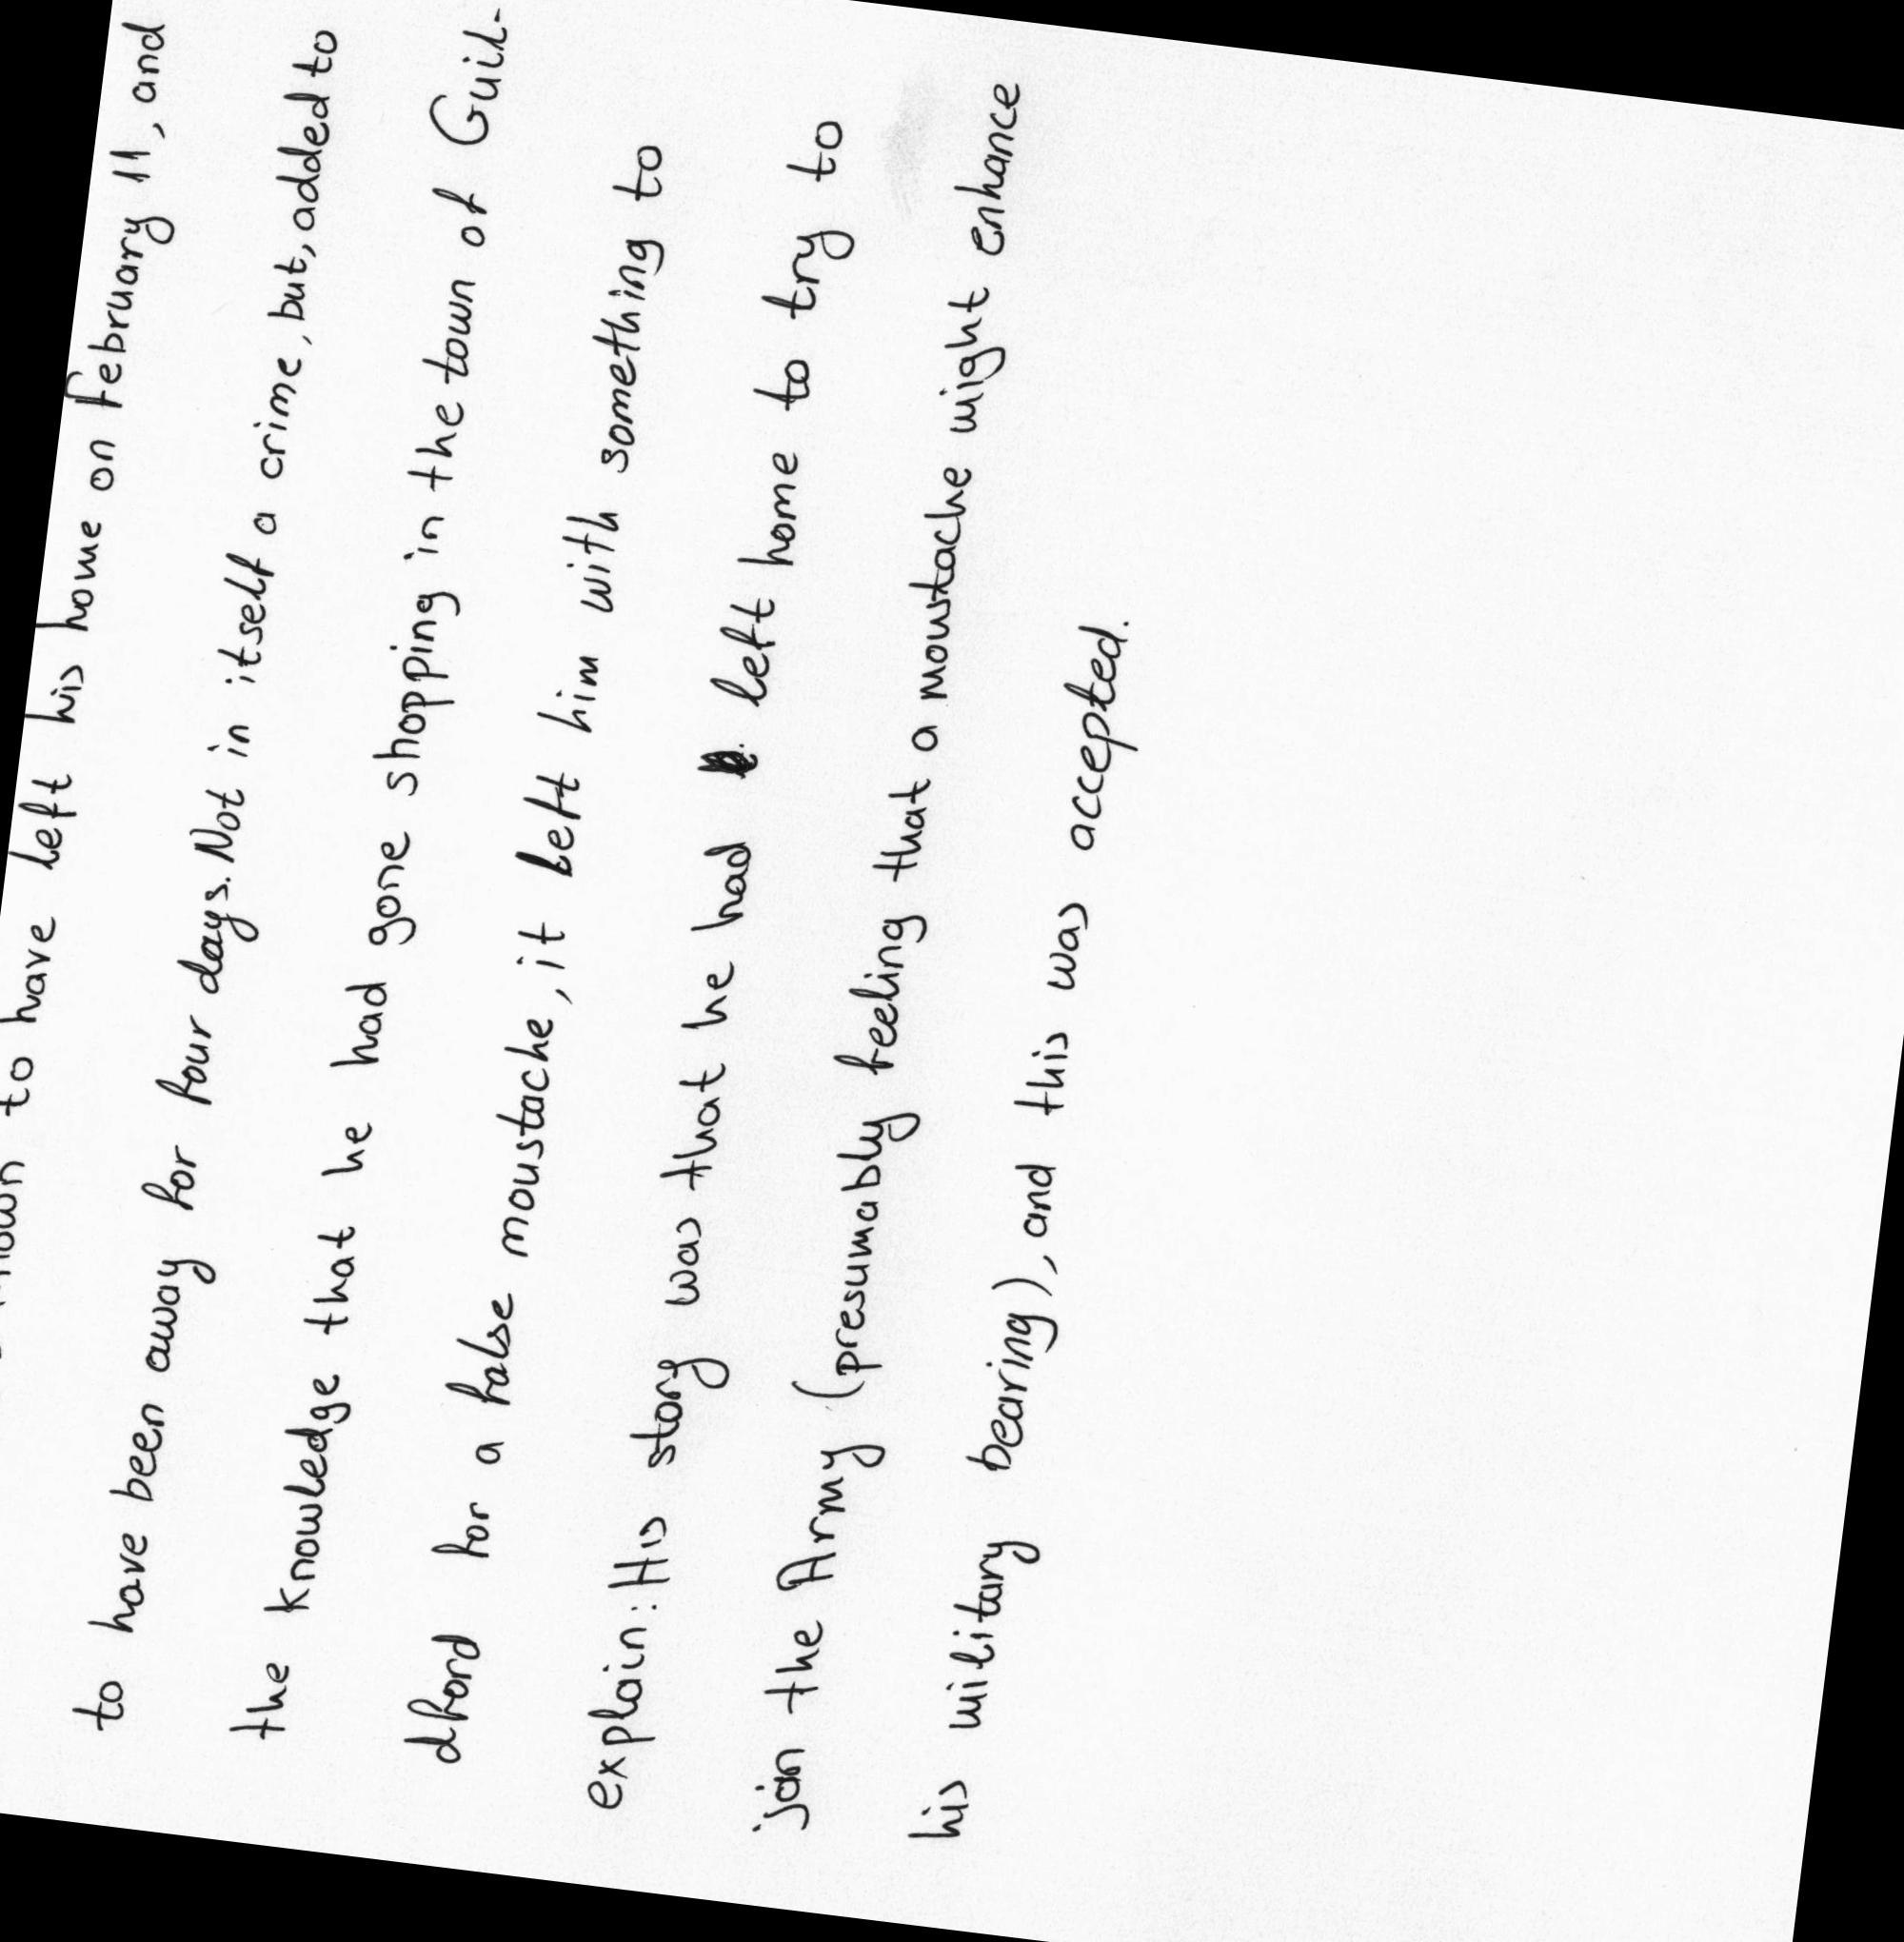 to have left his home on February 11, and
to have been away for four days. Not in itself a crime, but, added to
the knowledge that he had gone shopping in the town of Guil-
dford for a false moustache, it left him with something to
explain: His story was that he had left home to try to
join the Army (presumably feeling that a moustache might enhance
his military bearing), and this was accepted.